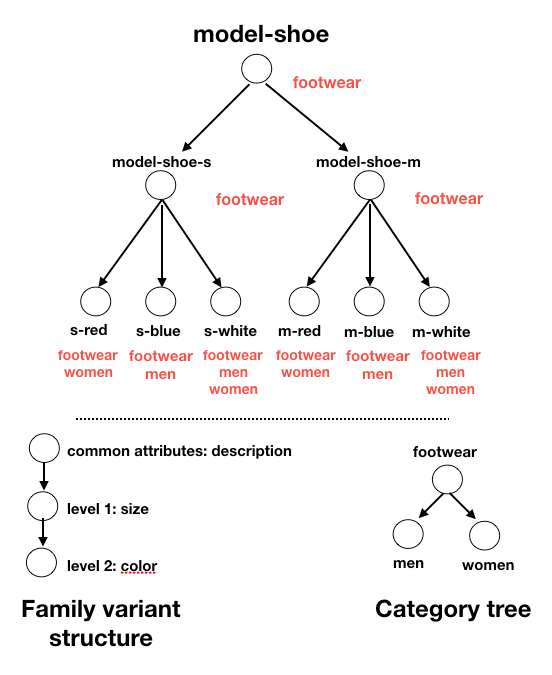 model-shoe
footwear
model-shoe-s
model-shoe-m
footwear
footwear
s-red
s-blue
s-white
m-red
m-blue
m-white
footwear
women
footwear
men
footwear
men
women
footwear
women
footwear
men
footwear
men
women
common attributes: description
level 1: size
level 2: color
Family variant
structure
footwear
men
women
Category tree